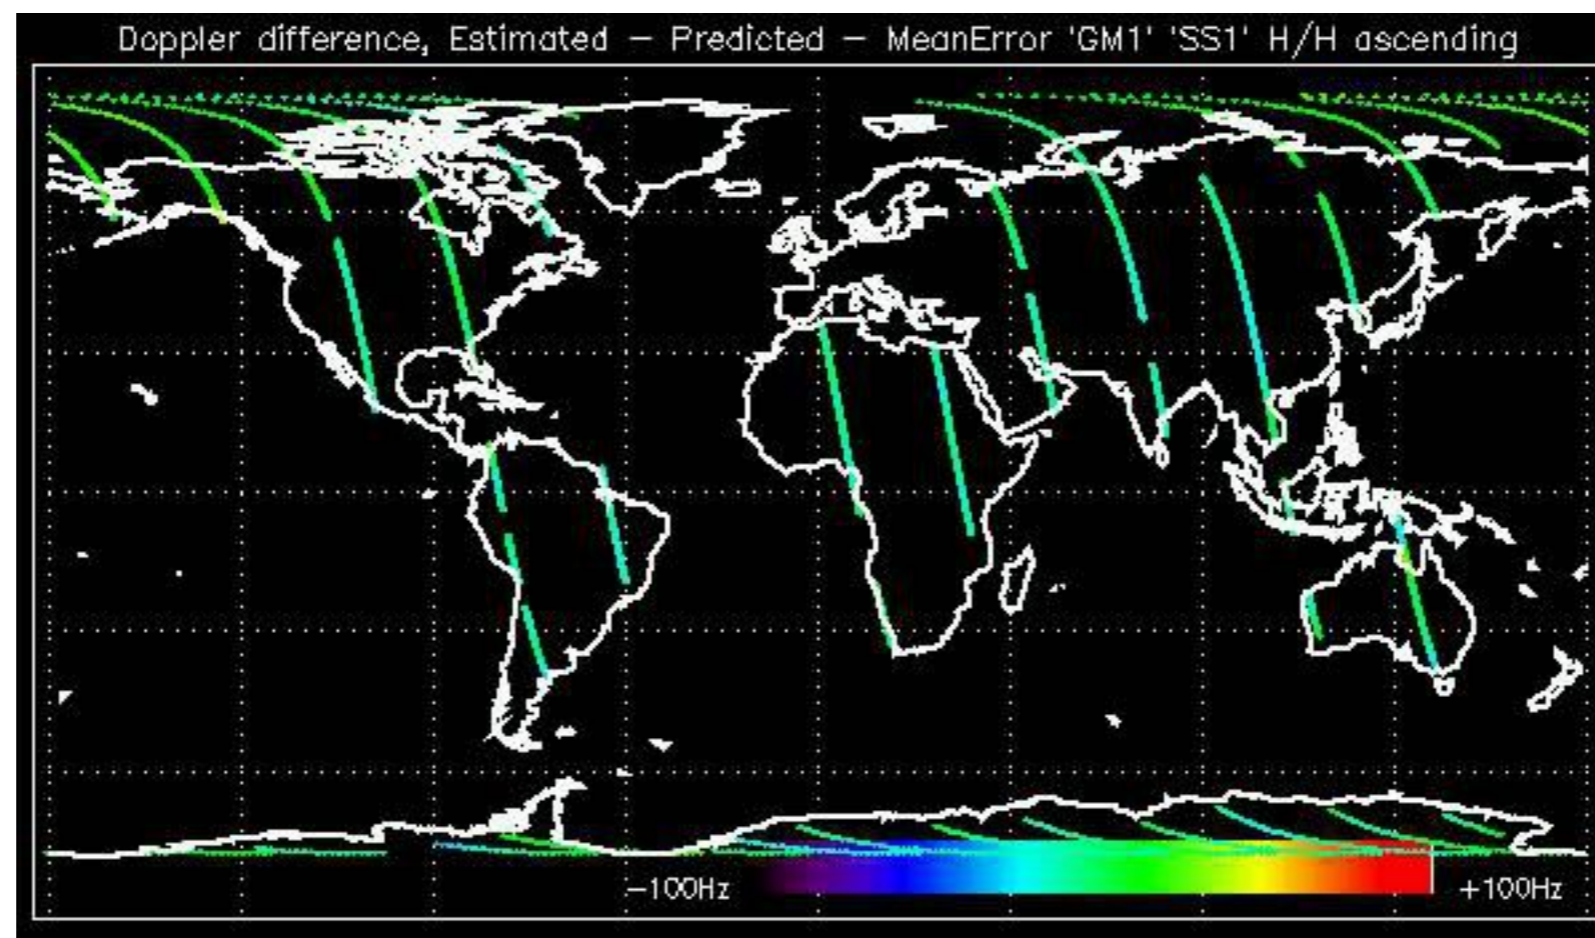 Doppler difference, Estimated – Predicted – MeanError 'GM1' 'SS1' H/H ascending
–100Hz +100Hz